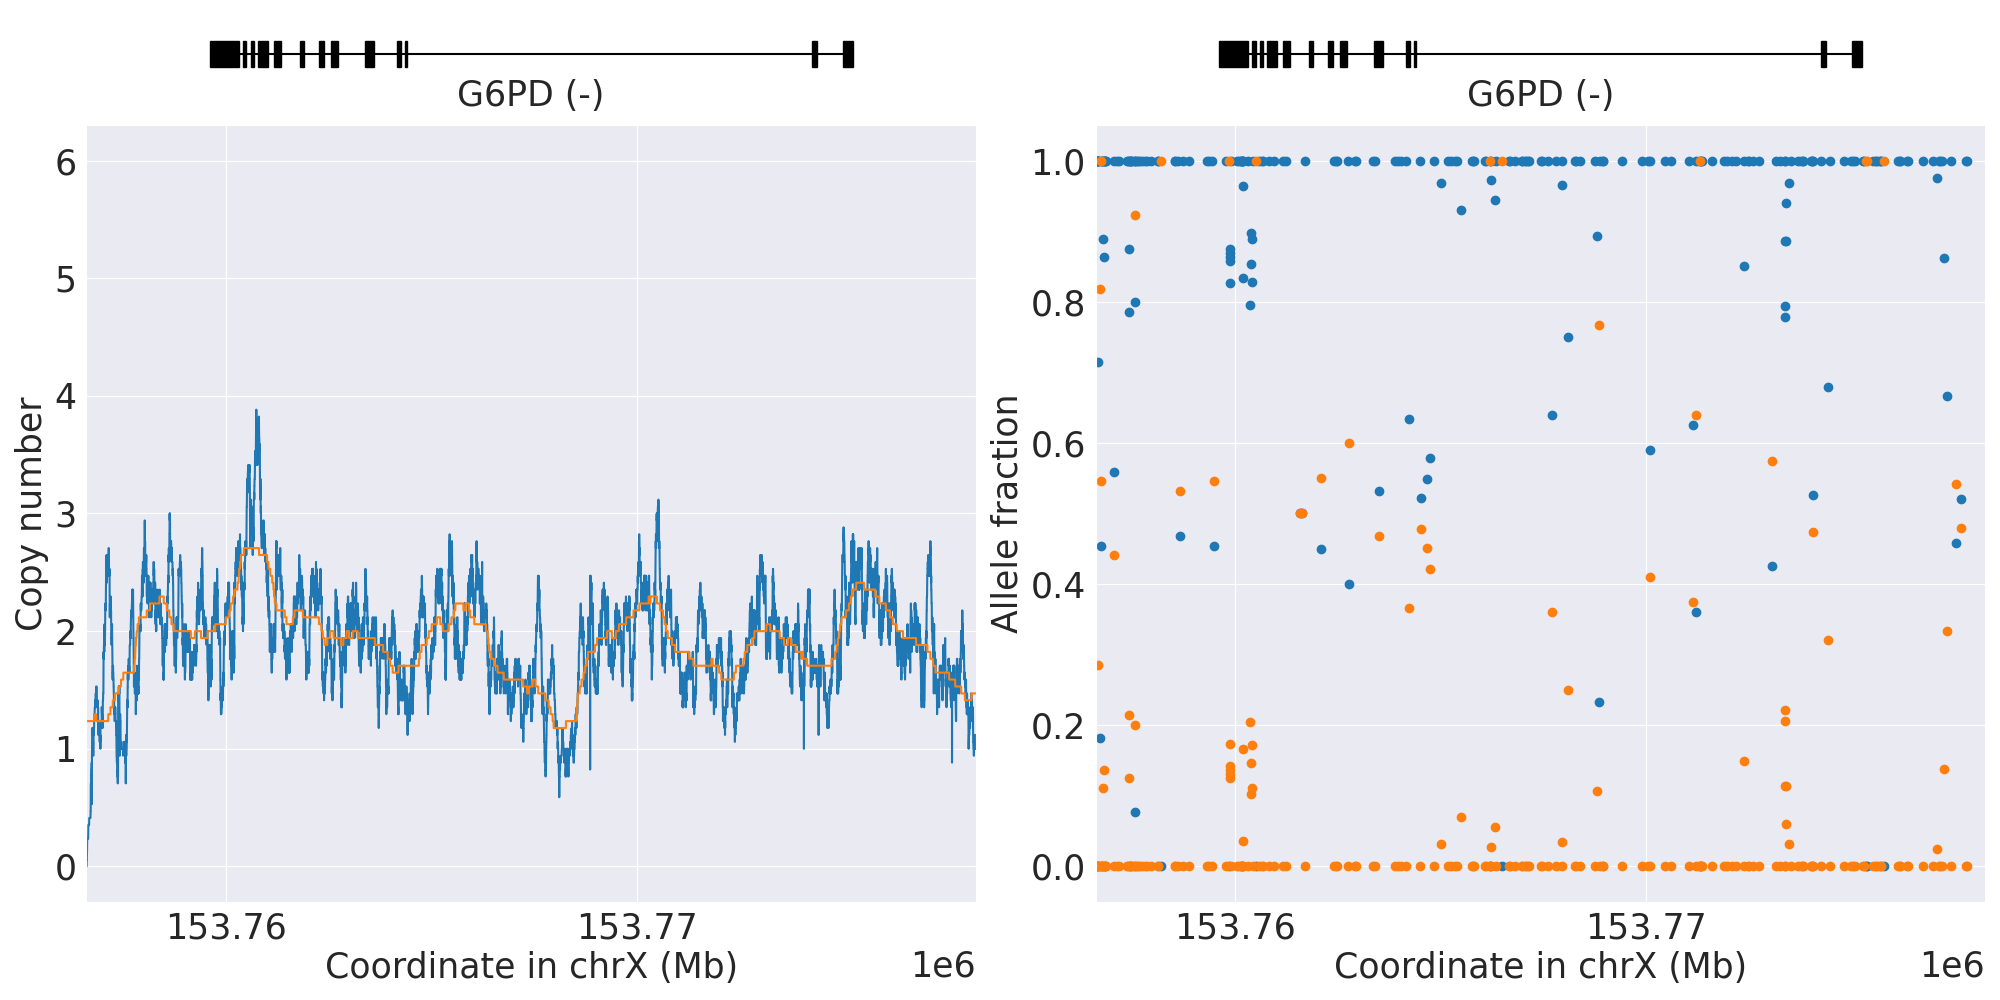 G6PD (-)
6
5
4
3
2
1
0
Copy number
153.76
153.77
Coordinate in chrX (Mb)
1e6
G6PD (-)
1.0
0.8
0.6
0.4
0.2
0.0
Allele fraction
153.76
153.77
Coordinate in chrX (Mb)
1e6